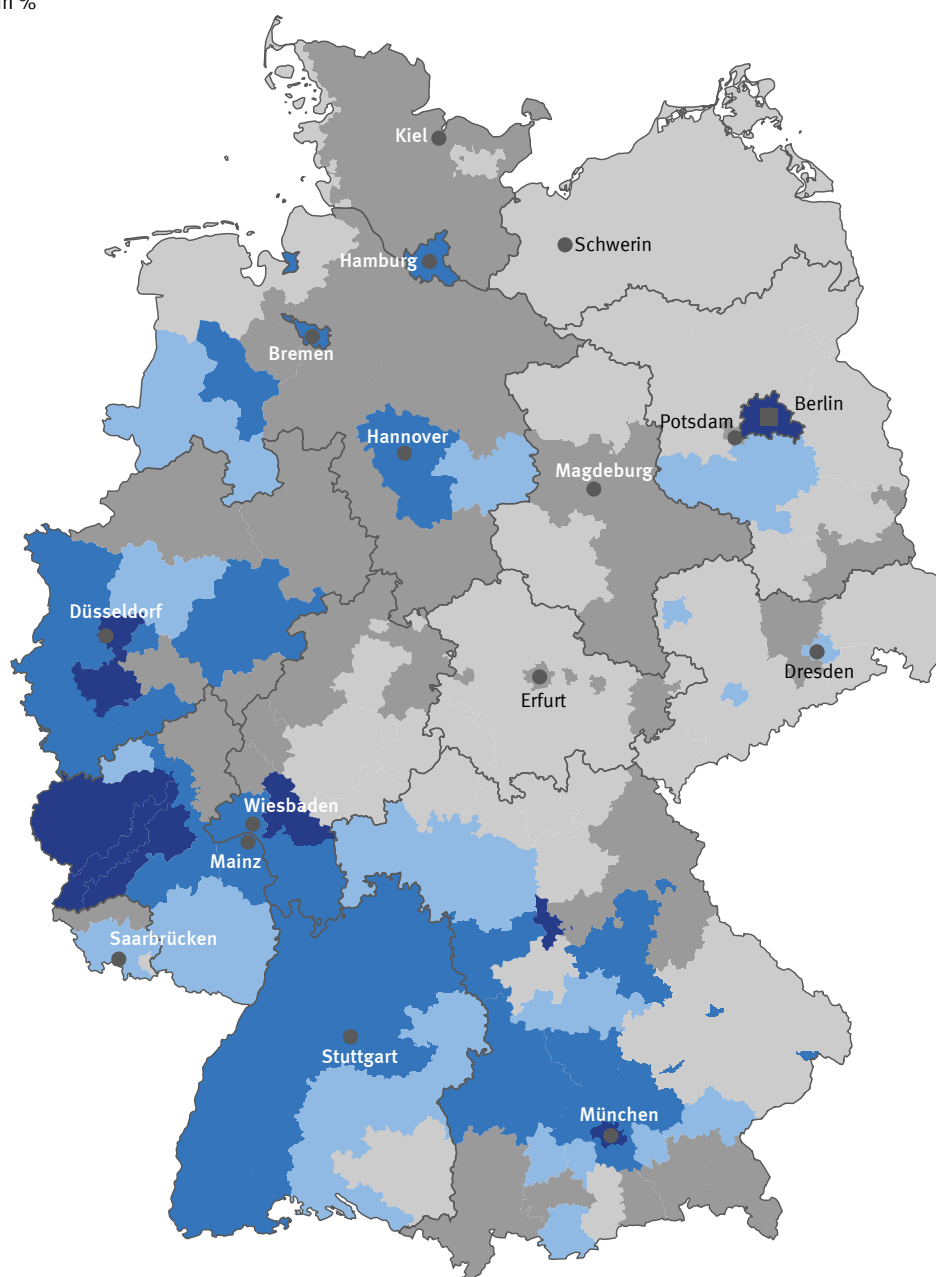 in %
Kiel
Schwerin
Hamburg
Bremen
Berlin
Potsdam
Hannover
Magdeburg
Düsseldorf
Dresden
Erfurt
Wiesbaden
Mainz
Saarbrücken
Stuttgart
München